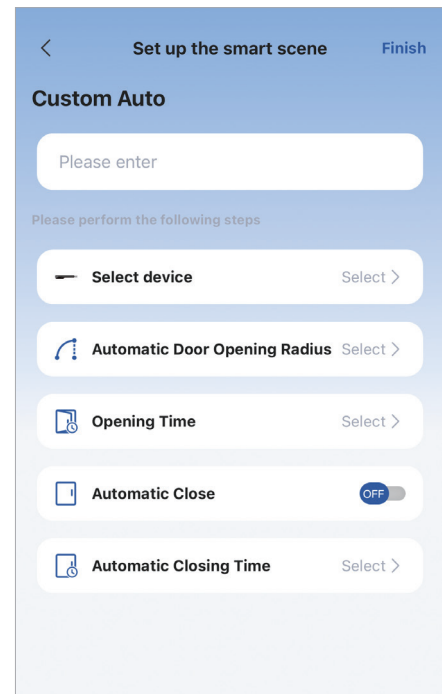 Set up the smart scene Finish
Custom Auto
Please enter
Please perform the following steps
Select device Select
Automatic Door Opening Radius Select
Opening Time Select
Automatic Close OFF
Automatic Closing Time Select